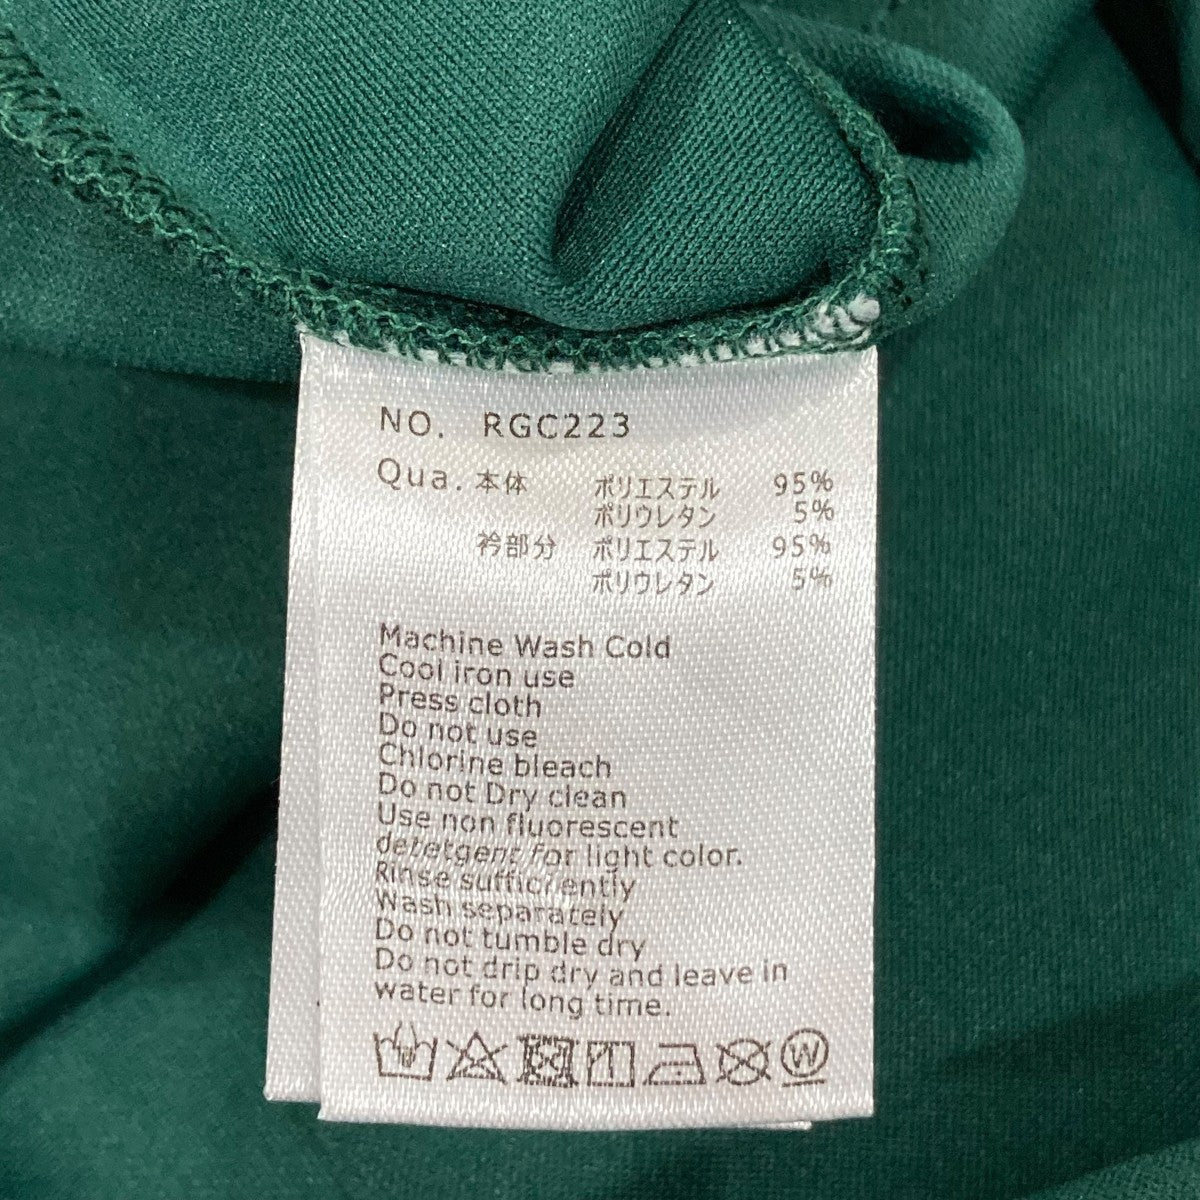 NO. RGC223
Qua. 本体 ポリエステル 95%
ポリウレタン 5%
衿部分 ポリエステル 95%
ポリウレタン 5%
Machine Wash Cold
Cool iron use
Press cloth
Do not use
Chlorine bleach
Do not Dry clean
Use non fluorescent
detetgent for light color.
Rinse sufficiently
Wash separately
Do not tumble dry
Do not drip dry and leave in
water for long time.
W